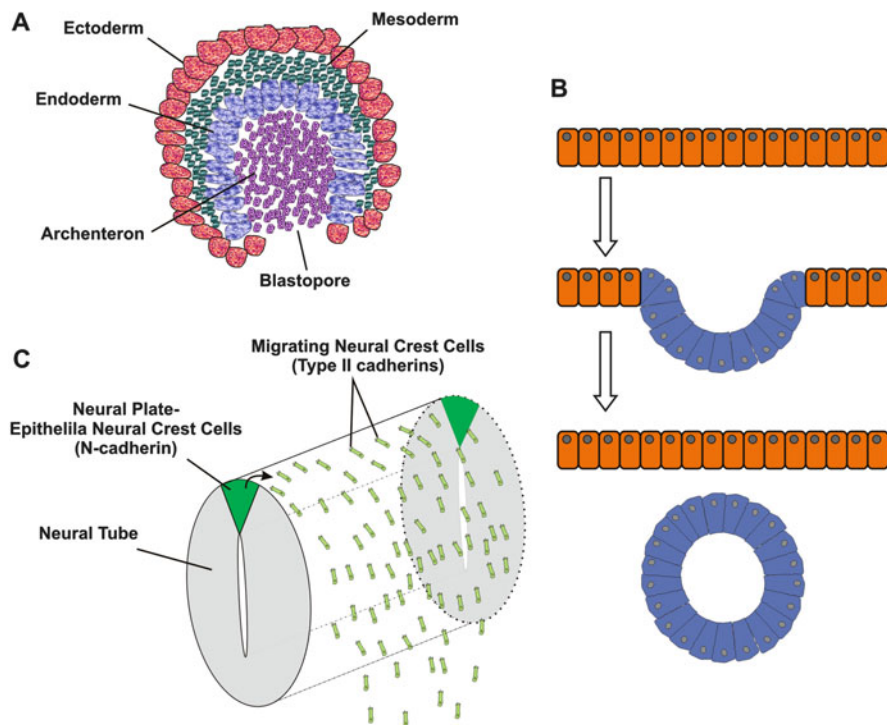 A
Ectoderm
Mesoderm
Endoderm
Archenteron
Blastopore
B
C
Migrating Neural Crest Cells
(Type II cadherins)
Neural Plate-
Epithelila Neural Crest Cells
(N-cadherin)
Neural Tube